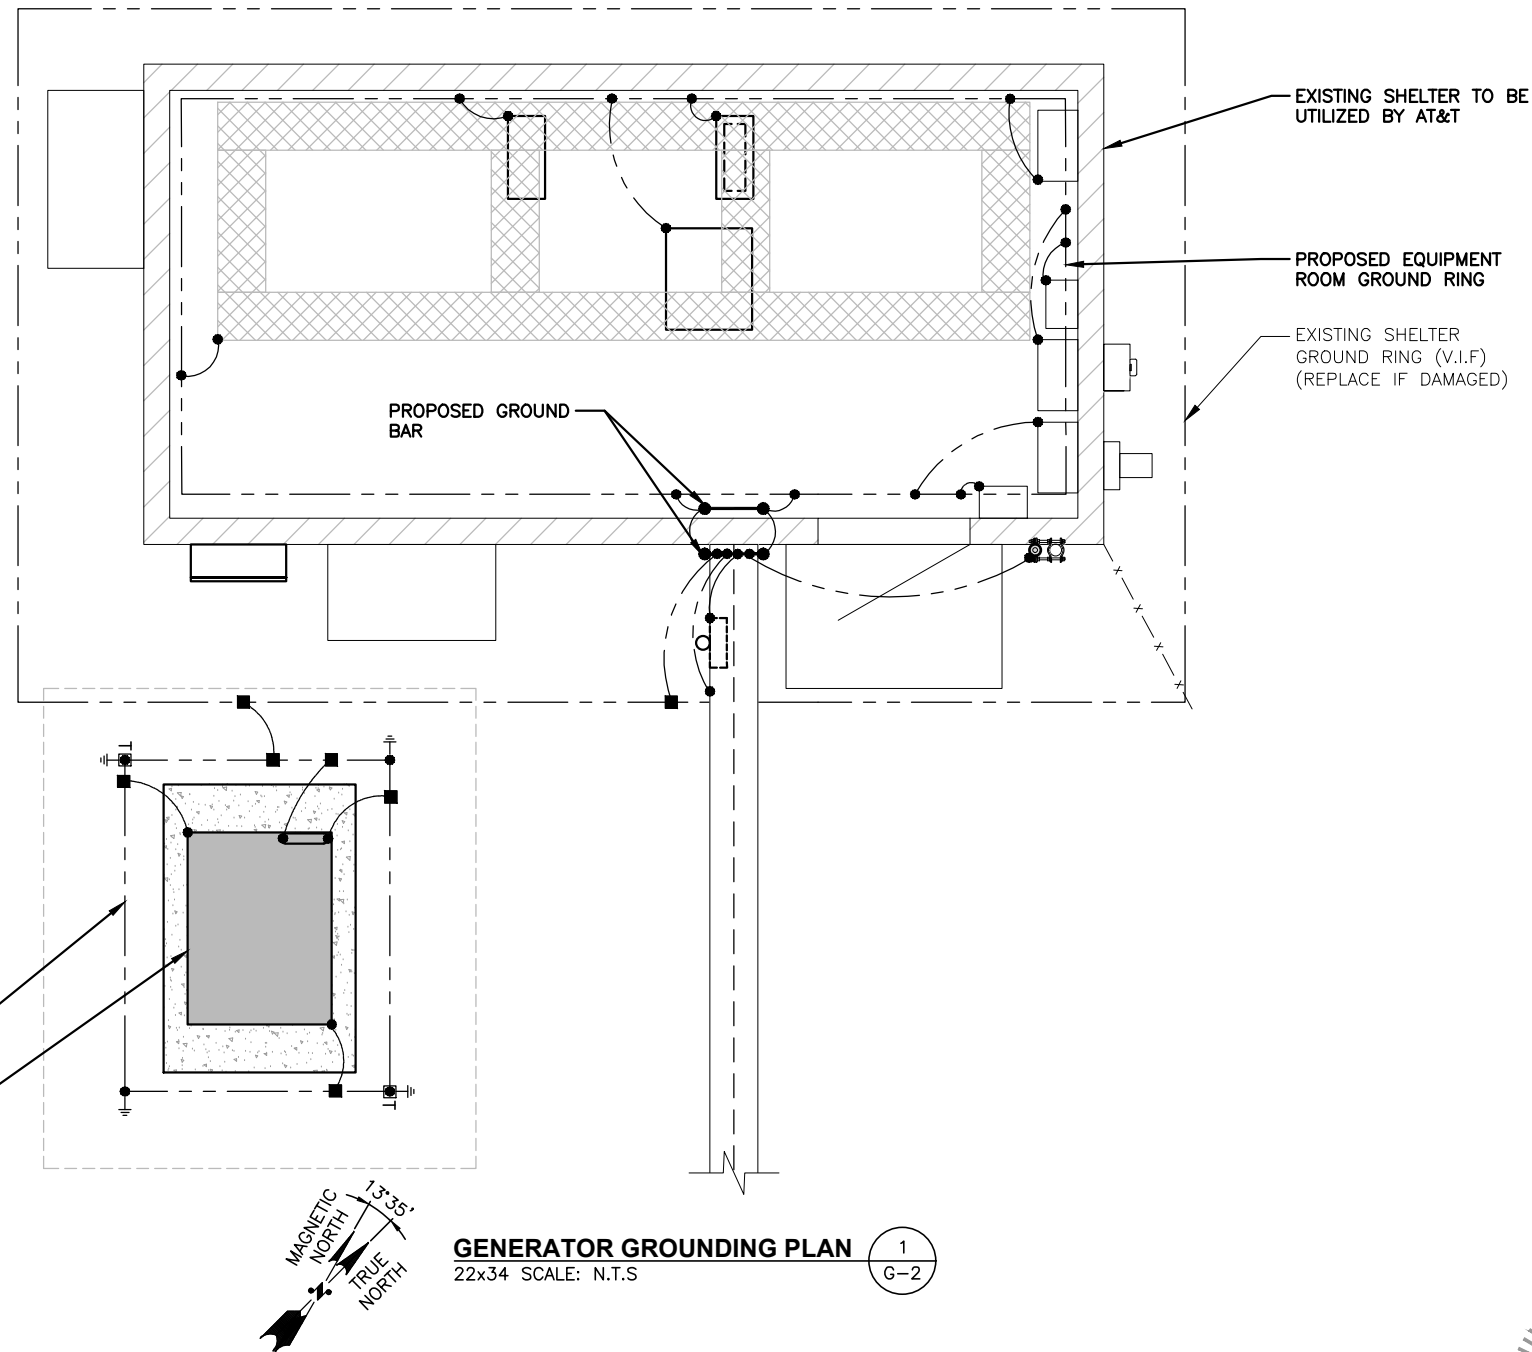 EXISTING SHELTER TO BE
UTILIZED BY AT&T
PROPOSED EQUIPMENT
ROOM GROUND RING
EXISTING SHELTER
GROUND RING (V.I.F)
(REPLACE IF DAMAGED)
PROPOSED GROUND
BAR
T
T
MAGNETIC
NORTH
13°35'
TRUE
NORTH
GENERATOR GROUNDING PLAN
22x34 SCALE: N.T.S
1
G-2